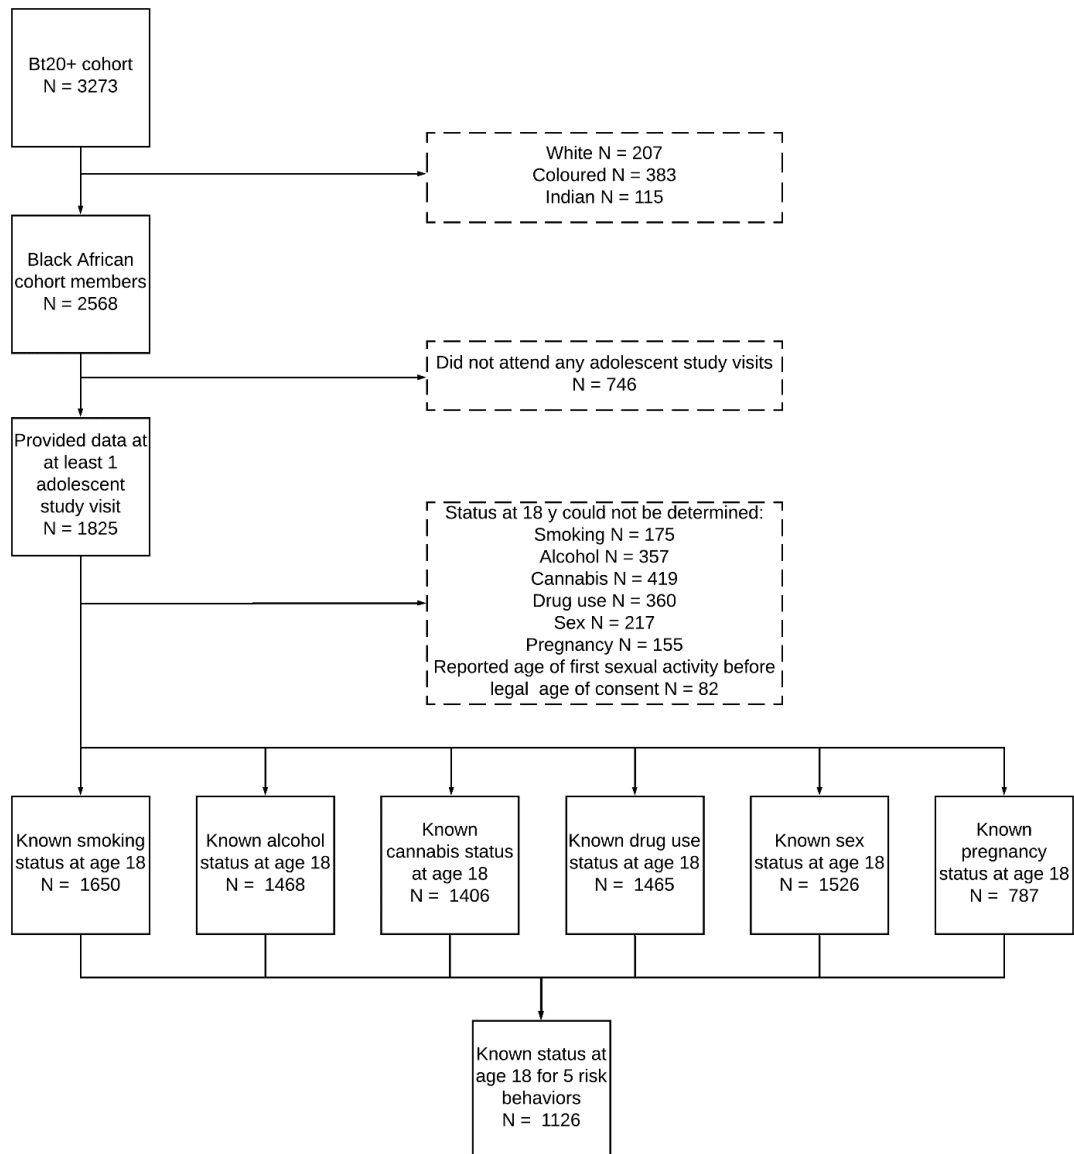 Bt20+ cohort
N = 3273
White N = 207
Coloured N = 383
Indian N = 115
Black African
cohort members
N = 2568
Did not attend any adolescent study visits
N = 746
Provided data at
at least 1
adolescent
study visit
N = 1825
Status at 18 y could not be determined:
Smoking N = 175
Alcohol N = 357
Cannabis N = 419
Drug use N = 360
Sex N = 217
Pregnancy N = 155
Reported age of first sexual activity before
legal age of consent N = 82
Known smoking
status at age 18
N = 1650
Known alcohol
status at age 18
N = 1468
Known
cannabis status
at age 18
N = 1406
Known drug use
status at age 18
N = 1465
Known sex
status at age 18
N = 1526
Known
pregnancy
status at age 18
N = 787
Known status at
age 18 for 5 risk
behaviors
N = 1126